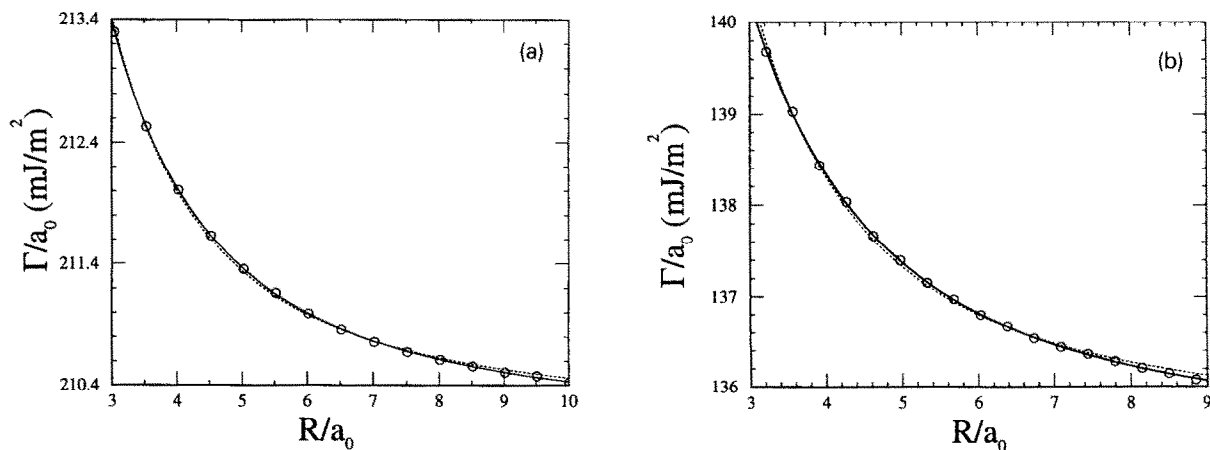 213.4
212.4
211.4
210.4
Γ/a₀ (mJ/m²)
(a)
3 4 5 6 7 8 9 10
R/a₀
140
139
138
137
136
Γ/a₀ (mJ/m²)
(b)
3 4 5 6 7 8 9
R/a₀